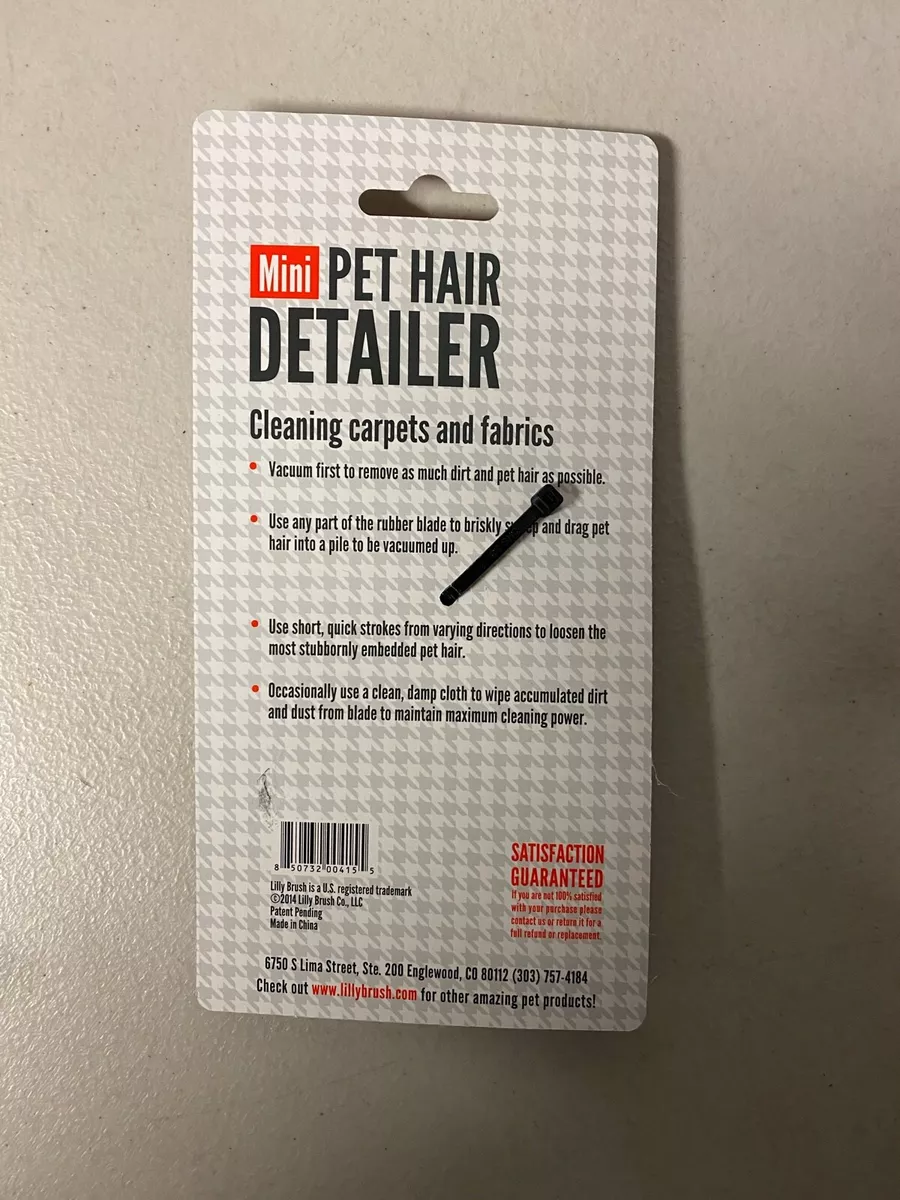 Mini PET HAIR
DETAILER
Cleaning carpets and fabrics
• Vacuum first to remove as much dirt and pet hair as possible.
• Use any part of the rubber blade to briskly and drag pet
hair into a pile to be vacuumed up.
• Use short, quick strokes from varying directions to loosen the
most stubbornly embedded pet hair.
• Occasionally use a clean, damp cloth to wipe accumulated dirt
and dust from blade to maintain maximum cleaning power.
8 50732 00415 5
Lilly Brush is a U.S. registered trademark
©2014 Lilly Brush Co., LLC
Patent Pending
Made in China
SATISFACTION
GUARANTEED
If you are not 100% satisfied
with your purchase please
contact us or return it for a
full refund or replacement.
6750 S Lima Street, Ste. 200 Englewood, CO 80112 (303) 757-4184
Check out www.lillybrush.com for other amazing pet products!